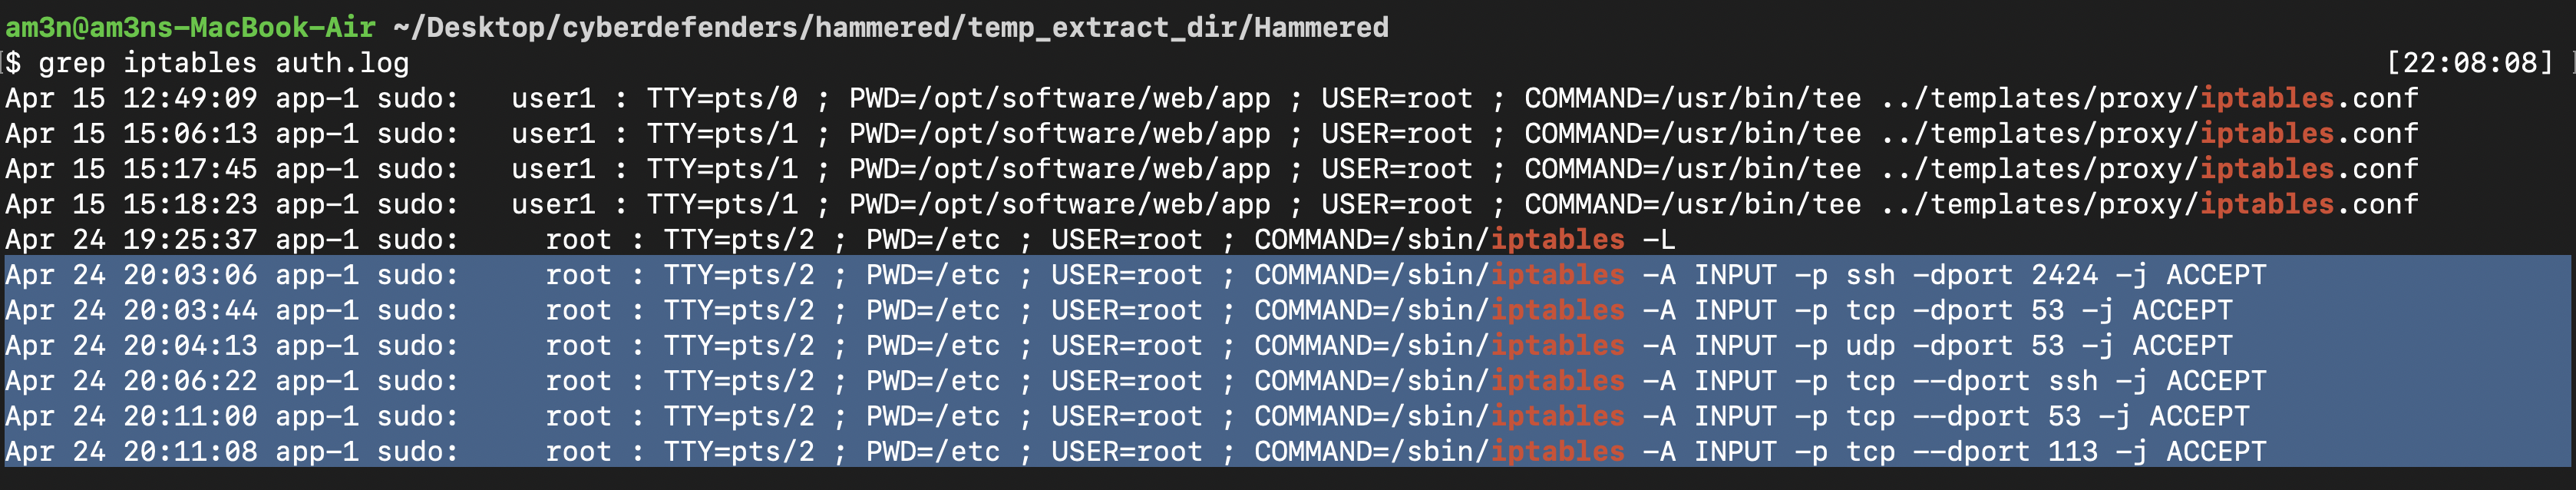 am3n@am3ns-MacBook-Air ~/Desktop/cyberdefenders/hammered/temp_extract_dir/Hammered
$ grep iptables auth.log [22:08:08]
Apr 15 12:49:09 app-1 sudo:   user1 : TTY=pts/0 ; PWD=/opt/software/web/app ; USER=root ; COMMAND=/usr/bin/tee ../templates/proxy/iptables.conf
Apr 15 15:06:13 app-1 sudo:   user1 : TTY=pts/1 ; PWD=/opt/software/web/app ; USER=root ; COMMAND=/usr/bin/tee ../templates/proxy/iptables.conf
Apr 15 15:17:45 app-1 sudo:   user1 : TTY=pts/1 ; PWD=/opt/software/web/app ; USER=root ; COMMAND=/usr/bin/tee ../templates/proxy/iptables.conf
Apr 15 15:18:23 app-1 sudo:   user1 : TTY=pts/1 ; PWD=/opt/software/web/app ; USER=root ; COMMAND=/usr/bin/tee ../templates/proxy/iptables.conf
Apr 24 19:25:37 app-1 sudo:     root : TTY=pts/2 ; PWD=/etc ; USER=root ; COMMAND=/sbin/iptables -L
Apr 24 20:03:06 app-1 sudo:     root : TTY=pts/2 ; PWD=/etc ; USER=root ; COMMAND=/sbin/iptables -A INPUT -p ssh -dport 2424 -j ACCEPT
Apr 24 20:03:44 app-1 sudo:     root : TTY=pts/2 ; PWD=/etc ; USER=root ; COMMAND=/sbin/iptables -A INPUT -p tcp -dport 53 -j ACCEPT
Apr 24 20:04:13 app-1 sudo:     root : TTY=pts/2 ; PWD=/etc ; USER=root ; COMMAND=/sbin/iptables -A INPUT -p udp -dport 53 -j ACCEPT
Apr 24 20:06:22 app-1 sudo:     root : TTY=pts/2 ; PWD=/etc ; USER=root ; COMMAND=/sbin/iptables -A INPUT -p tcp --dport ssh -j ACCEPT
Apr 24 20:11:00 app-1 sudo:     root : TTY=pts/2 ; PWD=/etc ; USER=root ; COMMAND=/sbin/iptables -A INPUT -p tcp --dport 53 -j ACCEPT
Apr 24 20:11:08 app-1 sudo:     root : TTY=pts/2 ; PWD=/etc ; USER=root ; COMMAND=/sbin/iptables -A INPUT -p tcp --dport 113 -j ACCEPT